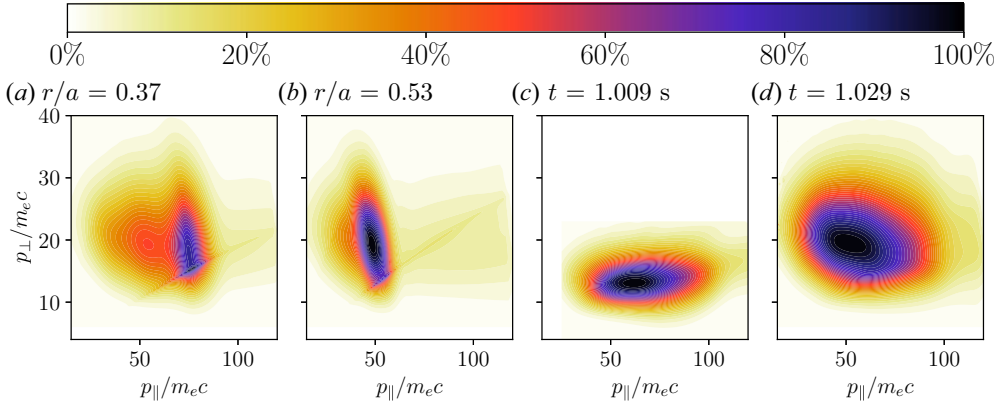 0% 20% 40% 60% 80% 100%
(a) r/a = 0.37 (b) r/a = 0.53 (c) t = 1.009 s (d) t = 1.029 s
40
30
20
10
p⊥/mₑc
50 100 50 100 50 100 50 100
p∥/mₑc p∥/mₑc p∥/mₑc p∥/mₑc